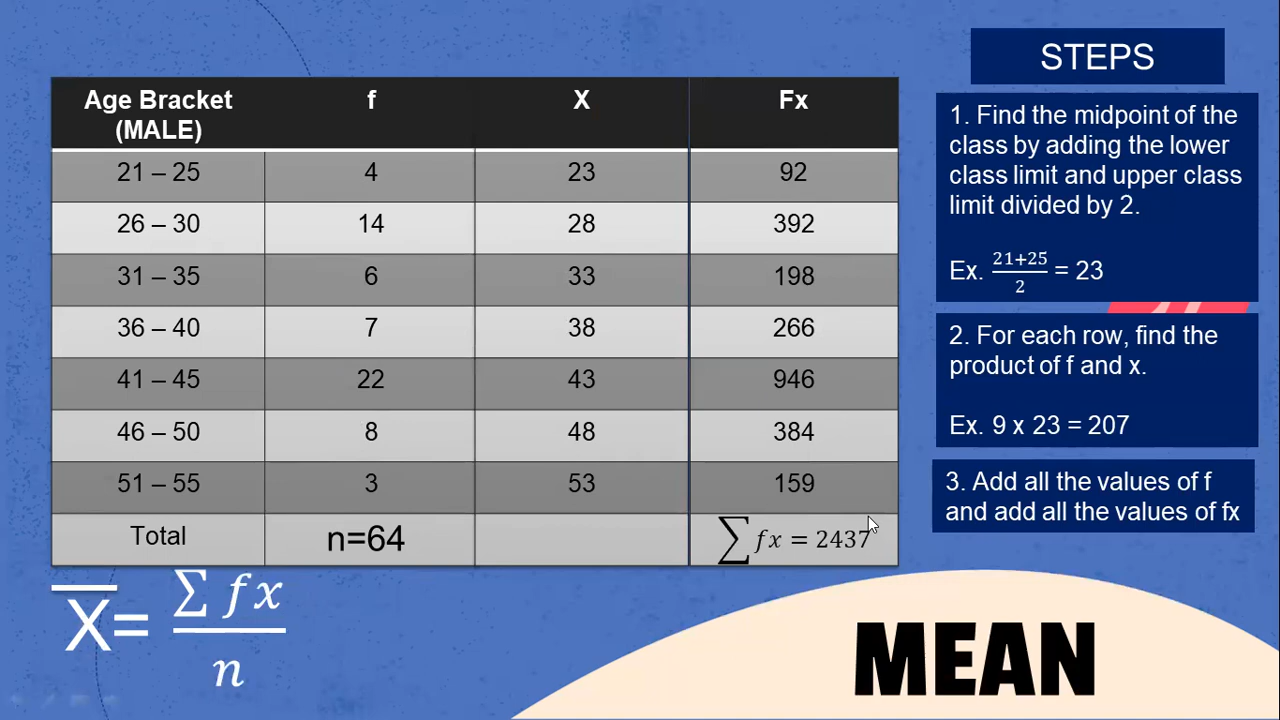 Age Bracket (MALE) f X Fx
21 – 25 4 23 92
26 – 30 14 28 392
31 – 35 6 33 198
36 – 40 7 38 266
41 – 45 22 43 946
46 – 50 8 48 384
51 – 55 3 53 159
Total n=64 ∑ fx = 2437
X̅= ∑ fx / n
STEPS
1. Find the midpoint of the
class by adding the lower
class limit and upper class
limit divided by 2.
Ex. 21+25/2 = 23
2. For each row, find the
product of f and x.
Ex. 9 x 23 = 207
3. Add all the values of f
and add all the values of fx
MEAN